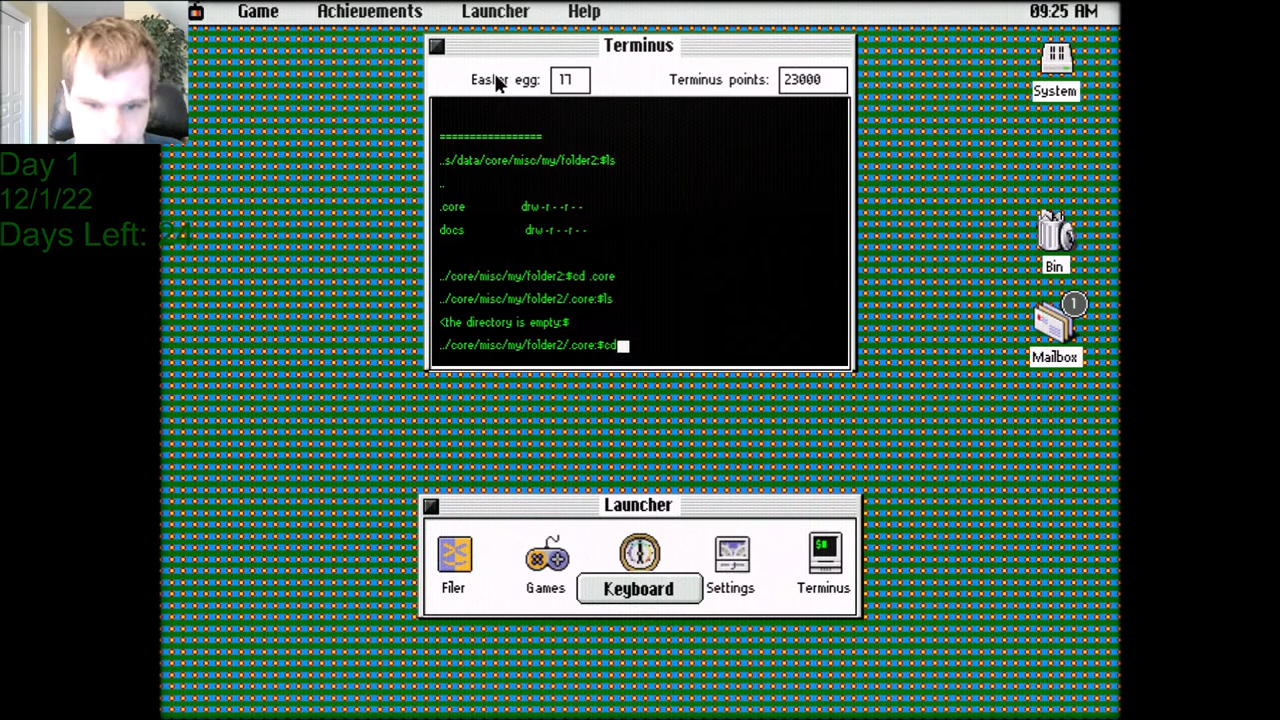 Game Achievements Launcher Help 09:25 AM
Terminus
Easter egg: 17 Terminus points: 23000
=================
..s/data/core/misc/my/folder2:$ls
..
.core drw-r--r--
docs drw-r--r--
../core/misc/my/folder2:$cd .core
../core/misc/my/folder2/.core:$ls
<the directory is empty:$
../core/misc/my/folder2/.core:$cd
System
Bin
1
Mailbox
Day 1
12/1/22
Days Left: 24
Launcher
$#
Filer Games Keyboard Settings Terminus